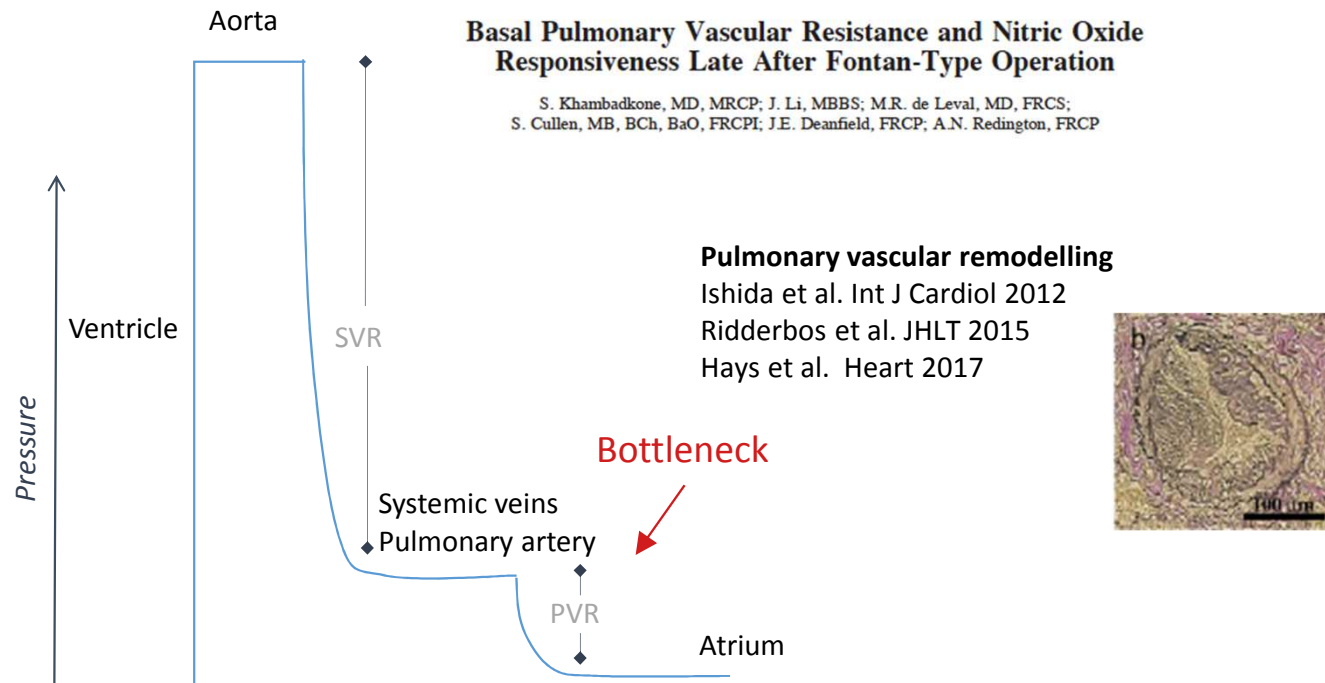 Aorta
Basal Pulmonary Vascular Resistance and Nitric Oxide
Responsiveness Late After Fontan-Type Operation
S. Khambadkone, MD, MRCP; J. Li, MBBS; M.R. de Leval, MD, FRCS;
S. Cullen, MB, BCh, BaO, FRCPI; J.E. Deanfield, FRCP; A.N. Redington, FRCP
Pressure
Ventricle
SVR
Pulmonary vascular remodelling
Ishida et al. Int J Cardiol 2012
Ridderbos et al. JHLT 2015
Hays et al. Heart 2017
b
100 μm
Bottleneck
Systemic veins
Pulmonary artery
PVR
Atrium